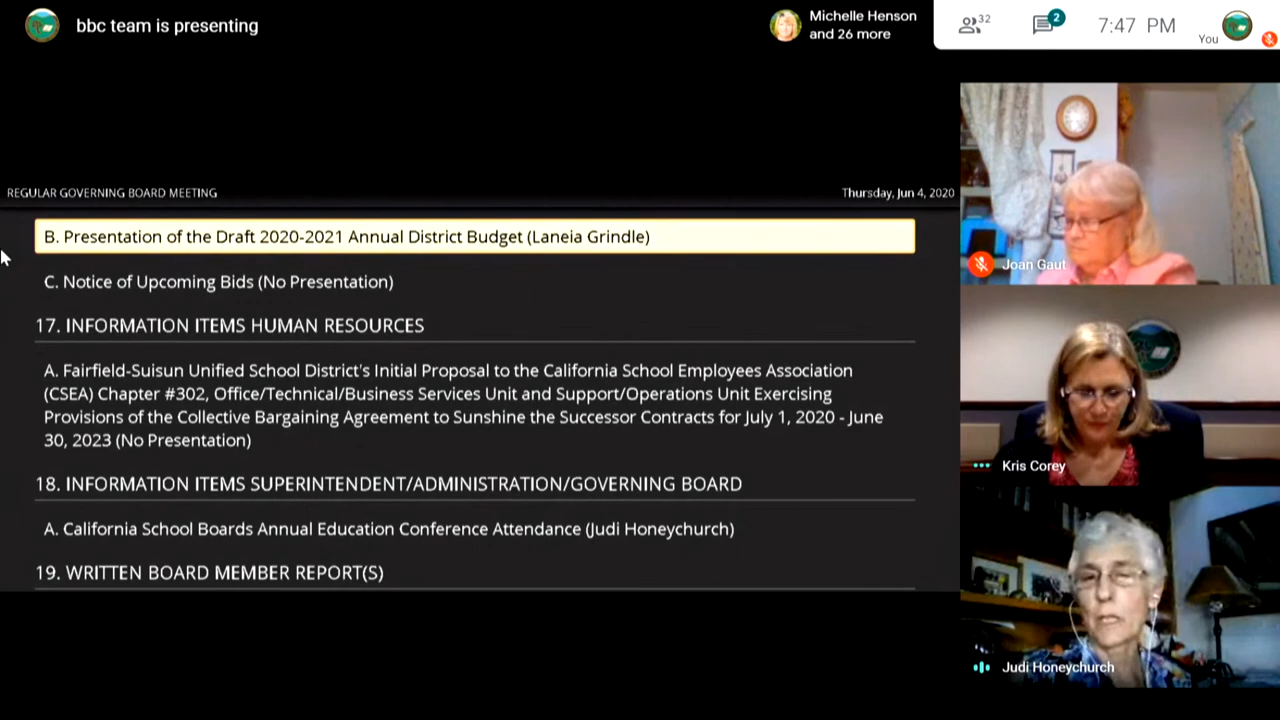 bbc team is presenting
Michelle Henson
and 26 more
32
2
7:47 PM
You
REGULAR GOVERNING BOARD MEETING
Thursday, Jun 4, 2020
B. Presentation of the Draft 2020-2021 Annual District Budget (Laneia Grindle)
C. Notice of Upcoming Bids (No Presentation)
17. INFORMATION ITEMS HUMAN RESOURCES
A. Fairfield-Suisun Unified School District's Initial Proposal to the California School Employees Association
(CSEA) Chapter #302, Office/Technical/Business Services Unit and Support/Operations Unit Exercising
Provisions of the Collective Bargaining Agreement to Sunshine the Successor Contracts for July 1, 2020 - June
30, 2023 (No Presentation)
18. INFORMATION ITEMS SUPERINTENDENT/ADMINISTRATION/GOVERNING BOARD
A. California School Boards Annual Education Conference Attendance (Judi Honeychurch)
19. WRITTEN BOARD MEMBER REPORT(S)
Joan Gaut
Kris Corey
Judi Honeychurch